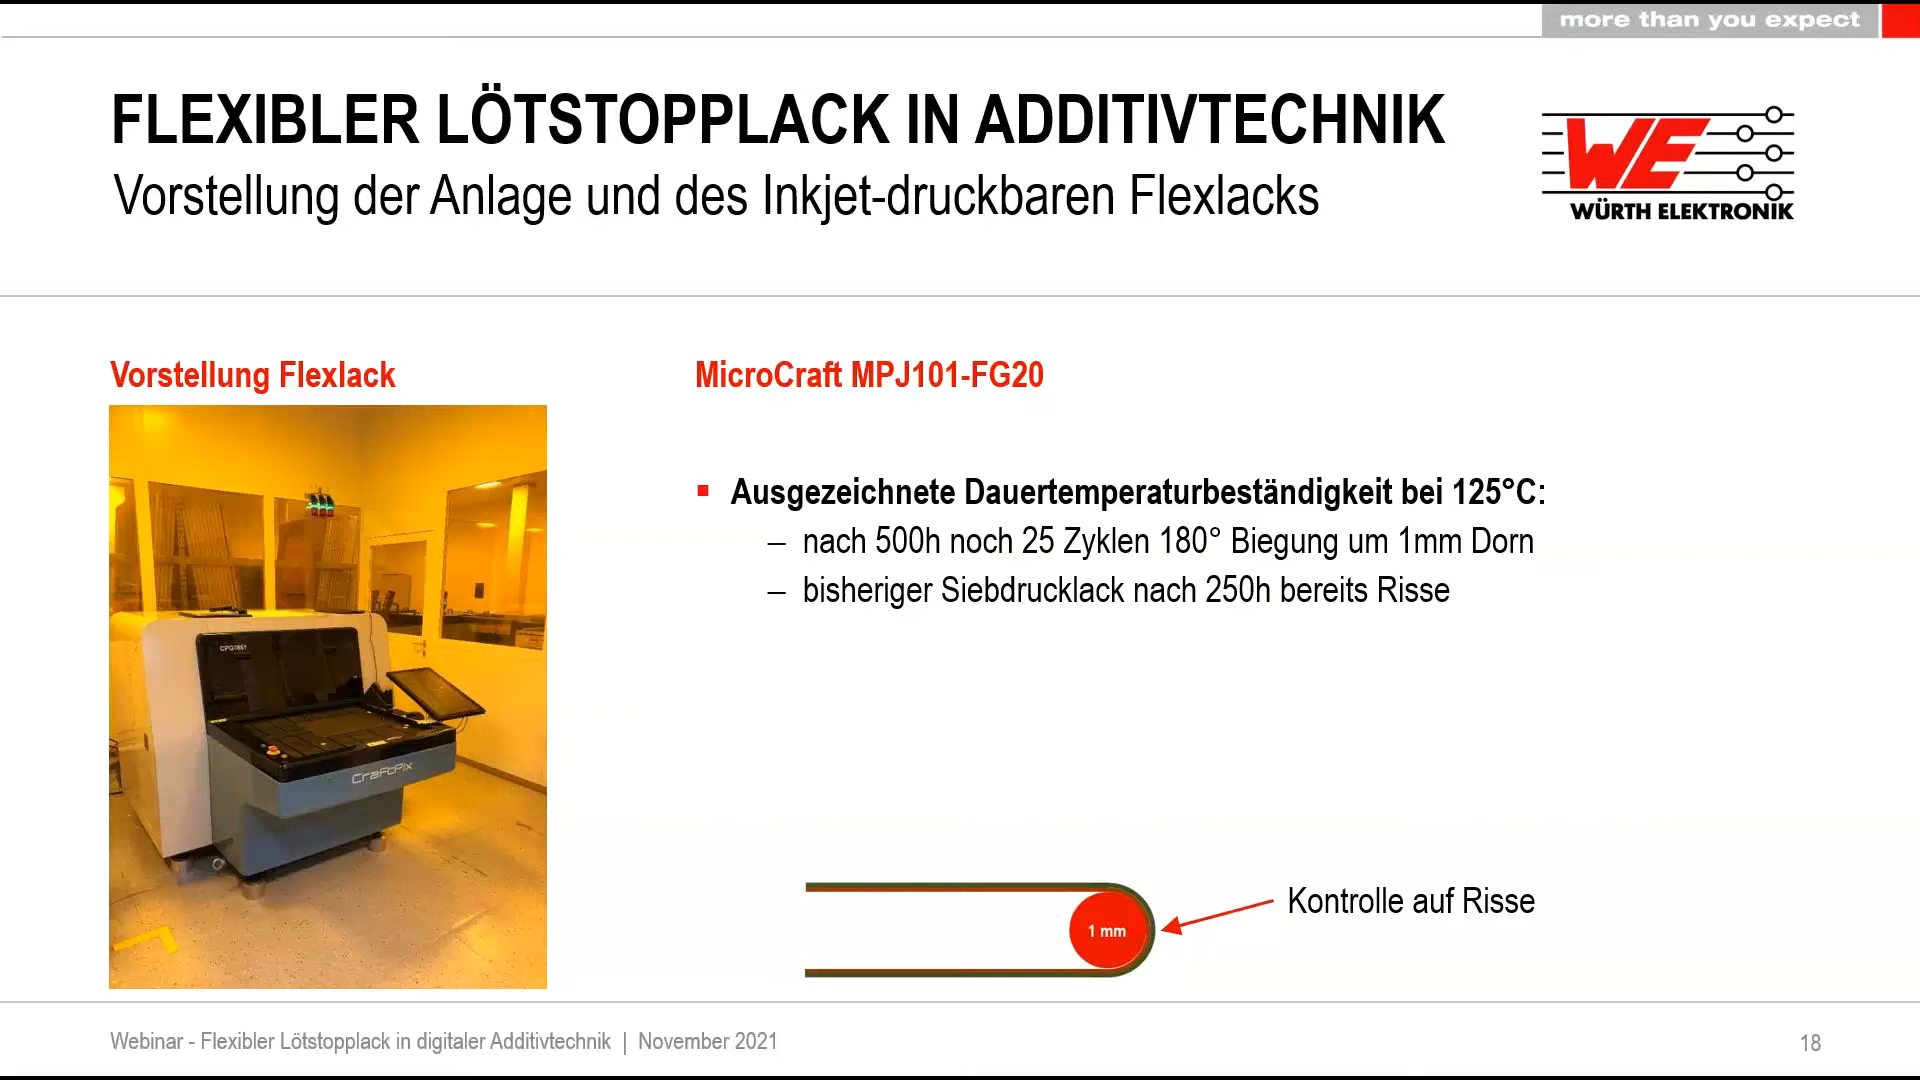 more than you expect
FLEXIBLER LÖTSTOPPLACK IN ADDITIVTECHNIK
Vorstellung der Anlage und des Inkjet-druckbaren Flexlacks
WE
WÜRTH ELEKTRONIK
Vorstellung Flexlack
MicroCraft MPJ101-FG20
▪ Ausgezeichnete Dauertemperaturbeständigkeit bei 125°C:
– nach 500h noch 25 Zyklen 180° Biegung um 1mm Dorn
– bisheriger Siebdrucklack nach 250h bereits Risse
CraftPix
Kontrolle auf Risse
1 mm
Webinar - Flexibler Lötstopplack in digitaler Additivtechnik | November 2021
18